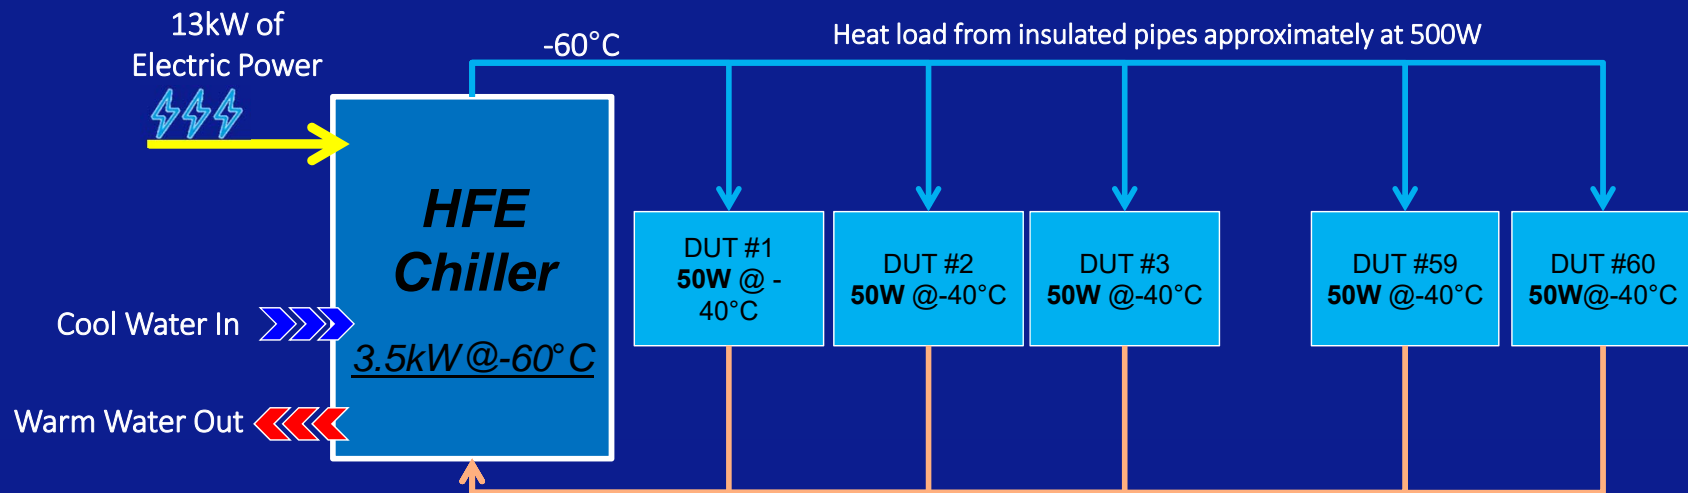 13kW of
Electric Power
-60°C
Heat load from insulated pipes approximately at 500W
HFE
Chiller
3.5kW@-60°C
Cool Water In
Warm Water Out
DUT #1
50W @ -
40°C
DUT #2
50W @-40°C
DUT #3
50W @-40°C
DUT #59
50W @-40°C
DUT #60
50W@-40°C